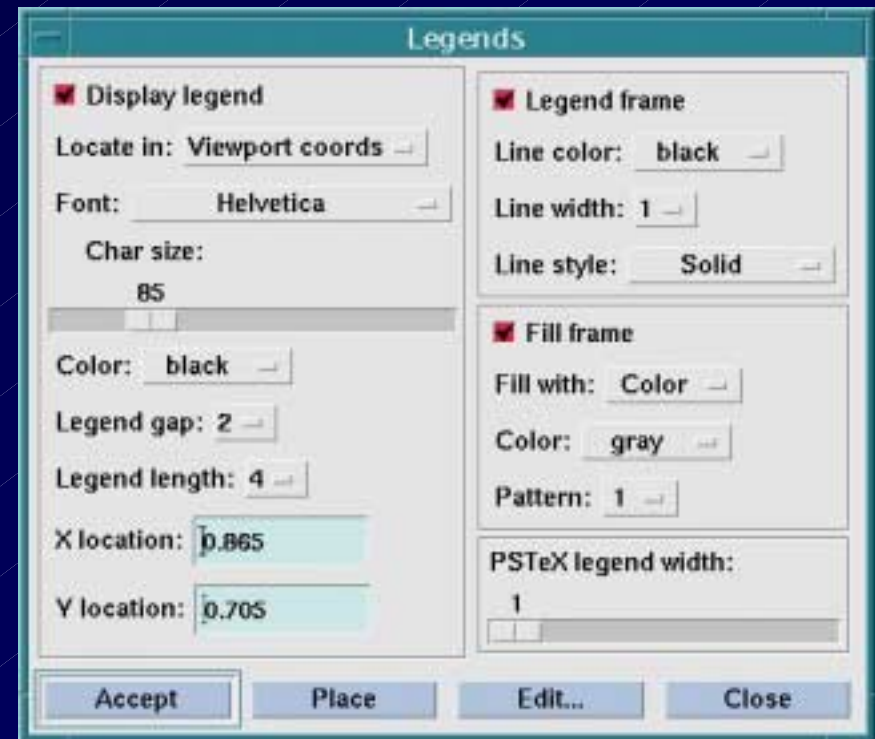 Legends
Display legend
Locate in: Viewport coords
Font: Helvetica
Char size:
85
Color: black
Legend gap: 2
Legend length: 4
X location: 0.865
Y location: 0.705
Legend frame
Line color: black
Line width: 1
Line style: Solid
Fill frame
Fill with: Color
Color: gray
Pattern: 1
PSTeX legend width:
1
Accept Place Edit... Close